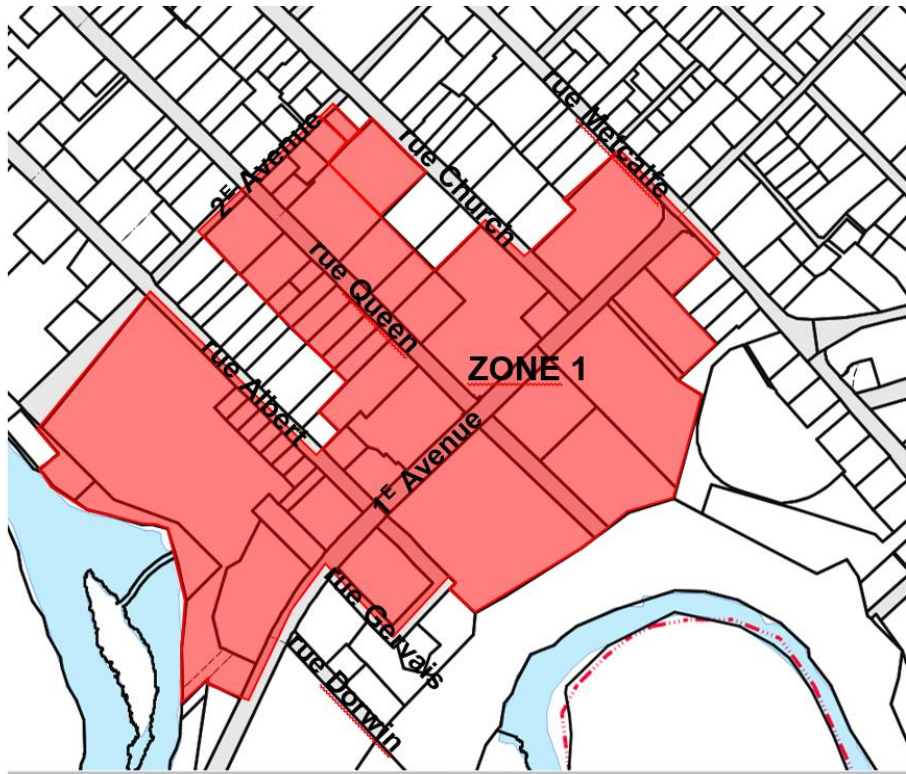 rue Metcalfe
rue Church
2E Avenue
rue Queen
rue Albert
ZONE 1
1E Avenue
rue Gervais
rue Dorwin